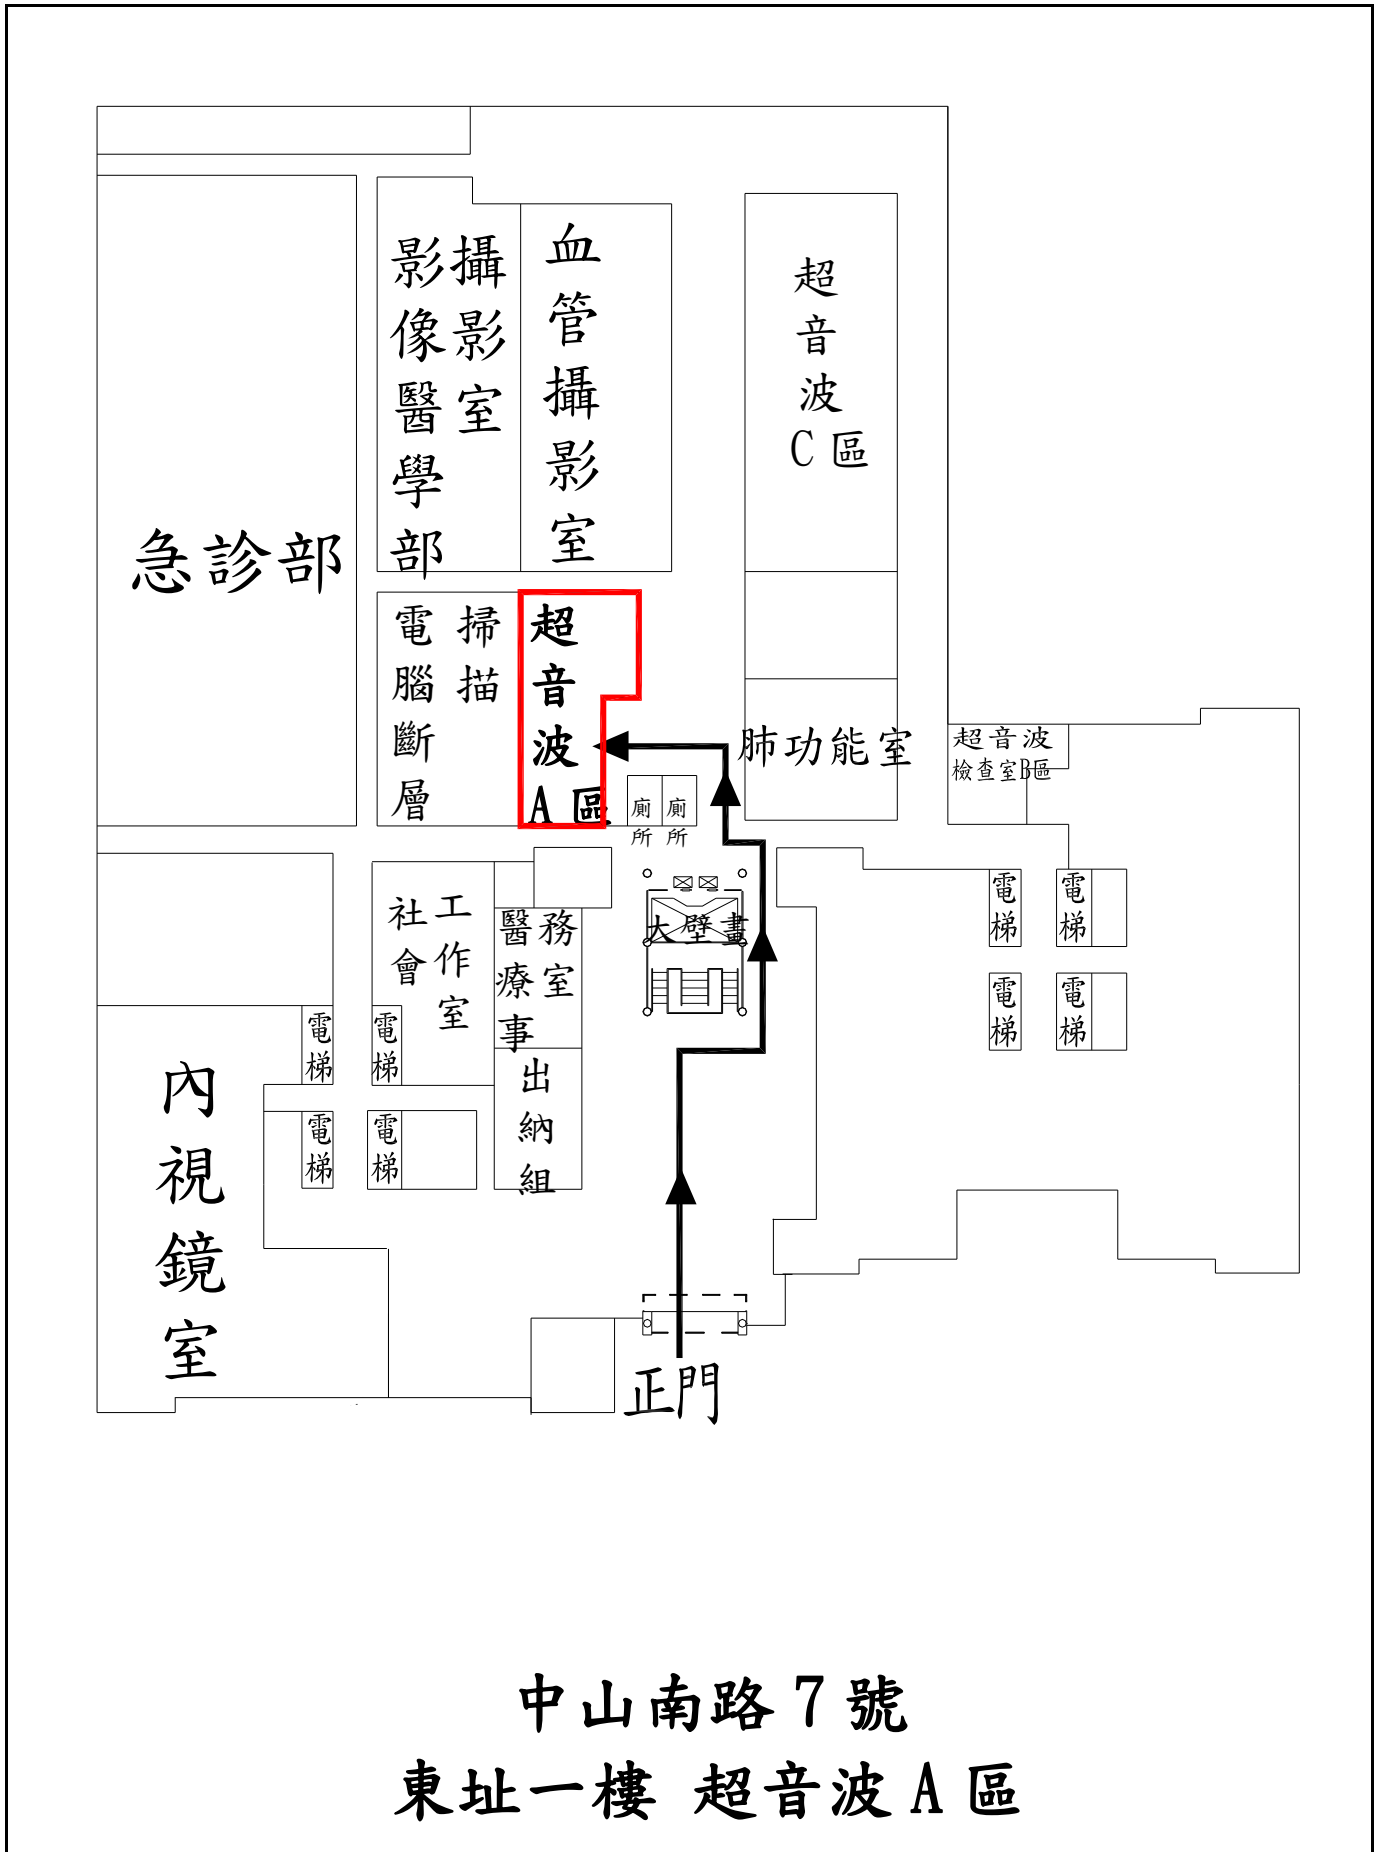 影像醫學部
攝影室
血管攝影室
超音波C區
急診部
電腦斷層
掃描
超音波A區
肺功能室
超音波
檢查室B區
廁所
廁所
大壁畫
社會
工作室
醫療事
務室
出納組
電梯
電梯
電梯
電梯
電梯
電梯
電梯
電梯
內視鏡室
正門
中山南路7號
東址一樓 超音波A區